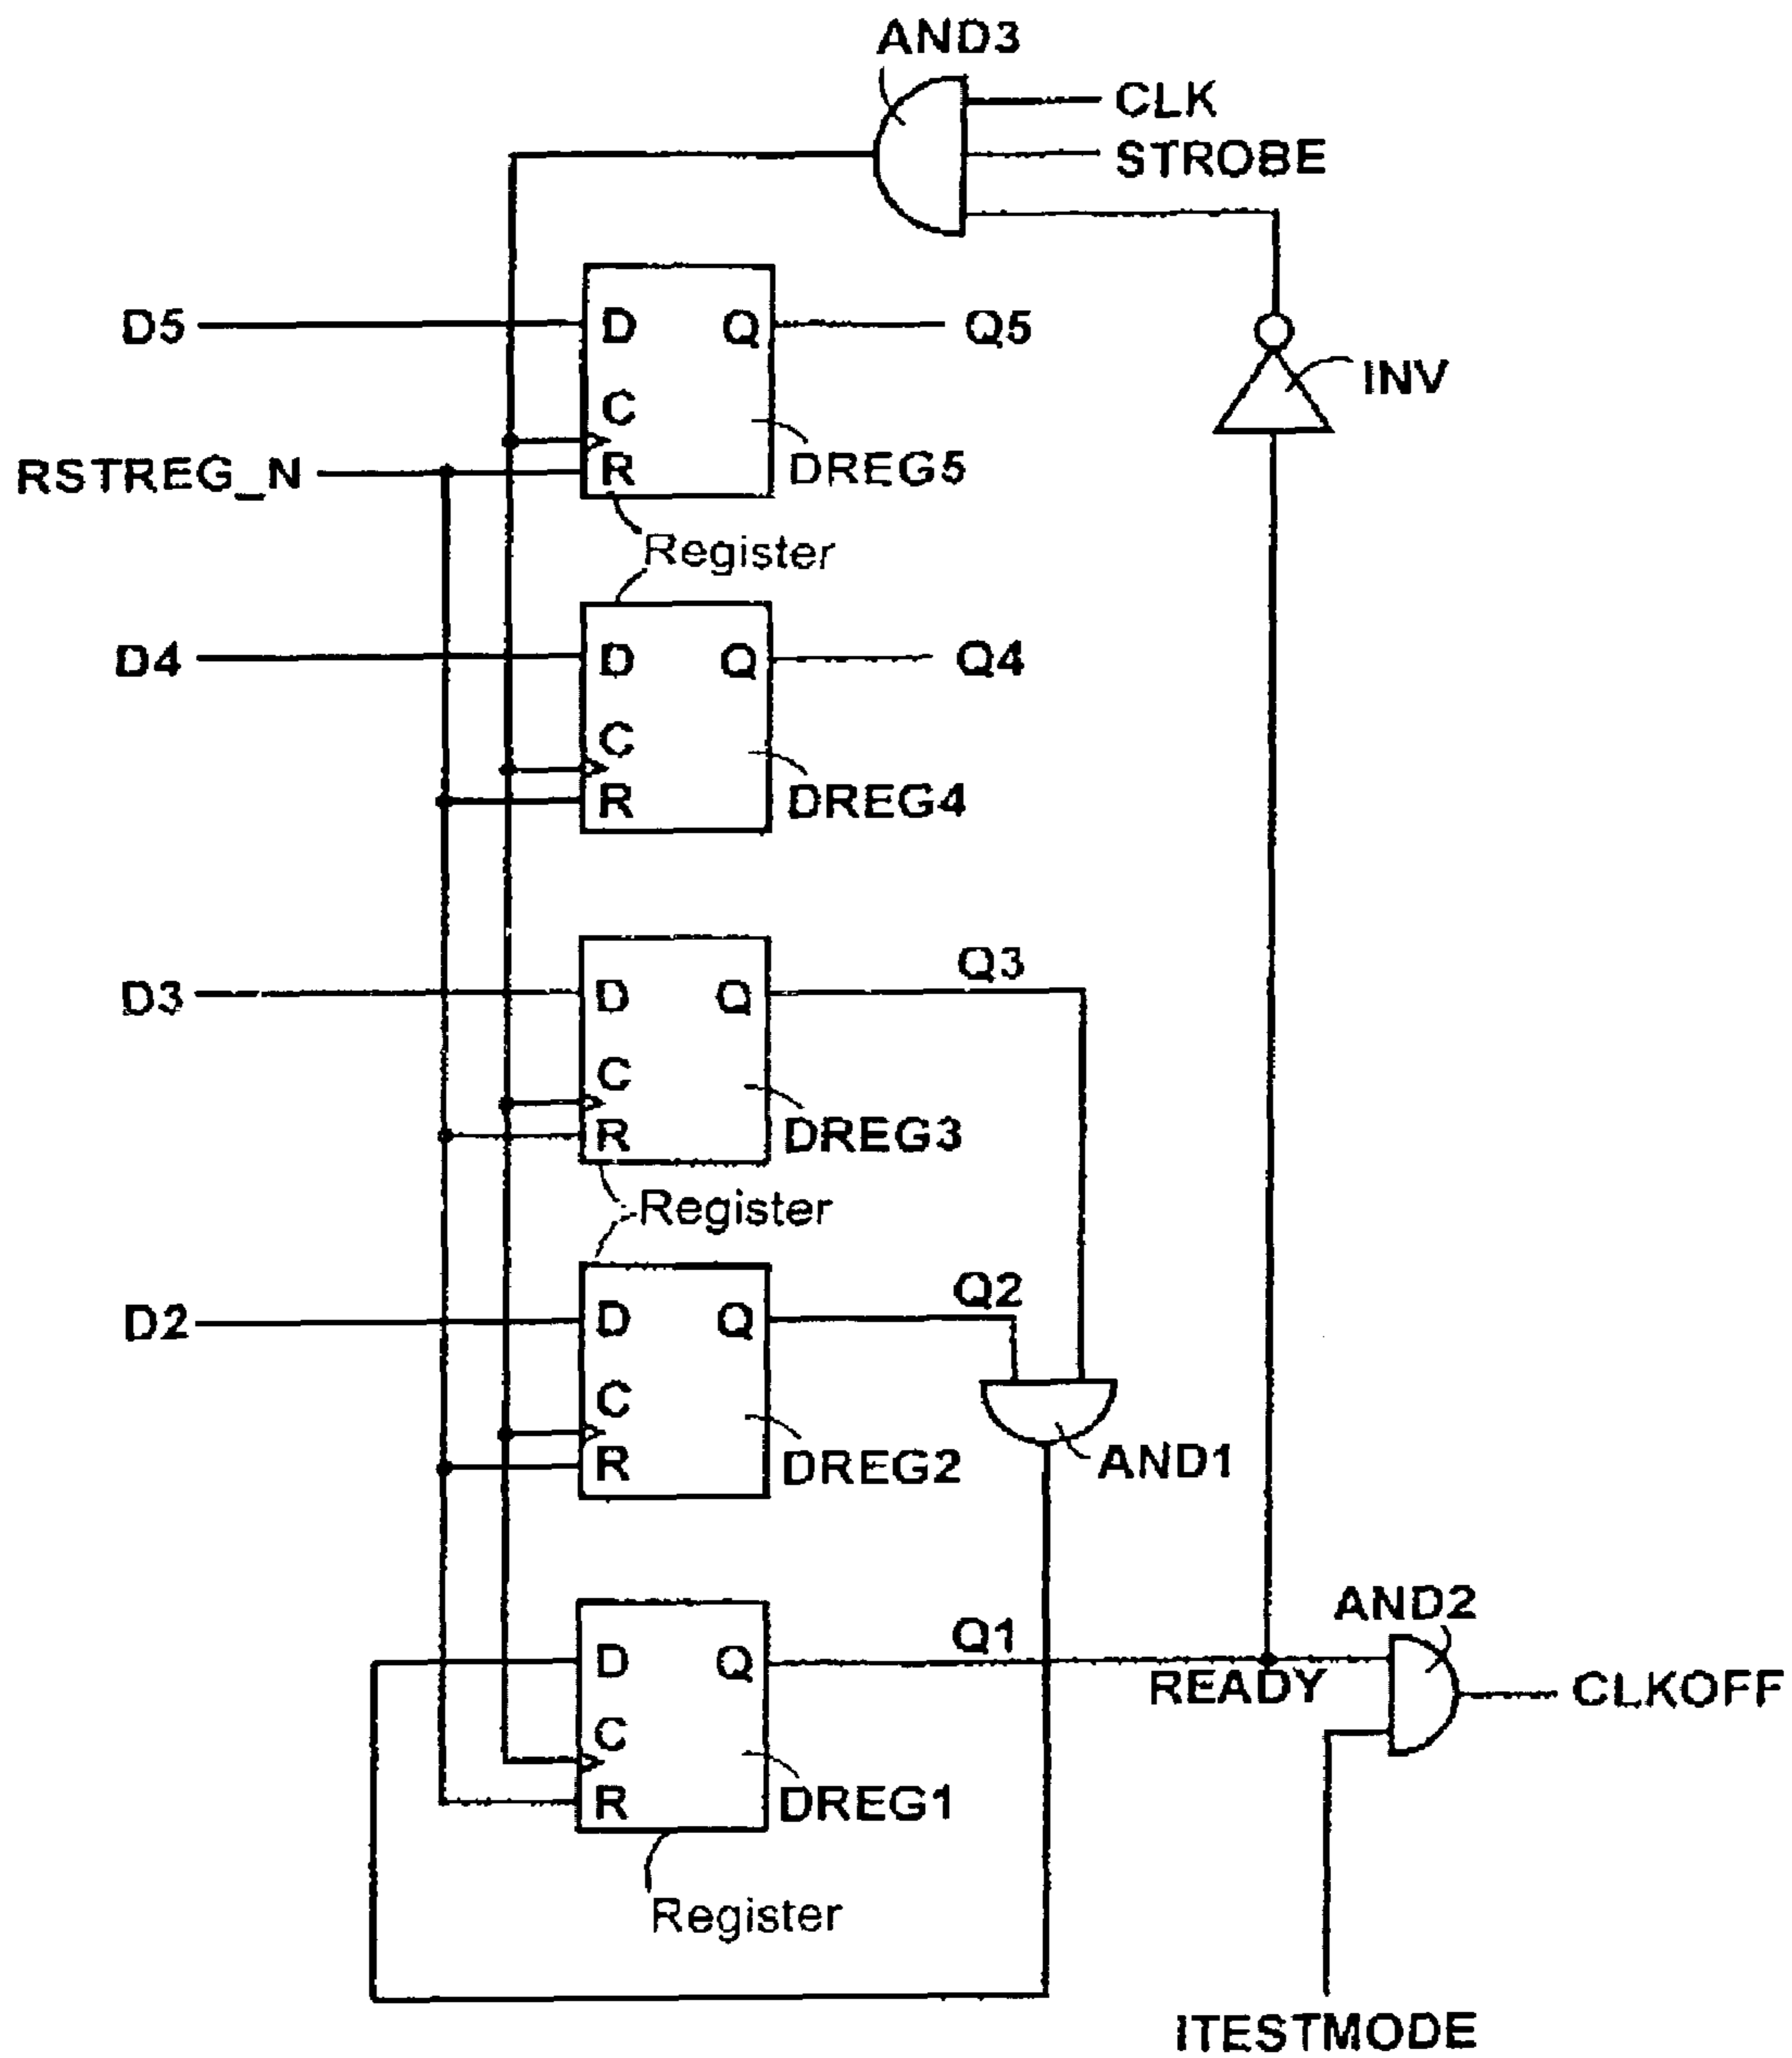 AND3
CLK
STROBE
D5
D
Q
Q5
C
INV
RSTREG_N
R
DREG5
Register
D4
D
Q
Q4
C
R
DREG4
Q3
D3
D
Q
C
R
DREG3
Register
Q2
D2
D
Q
C
R
DREG2
AND1
AND2
Q1
D
Q
READY
CLKOFF
C
R
DREG1
Register
ITESTMODE